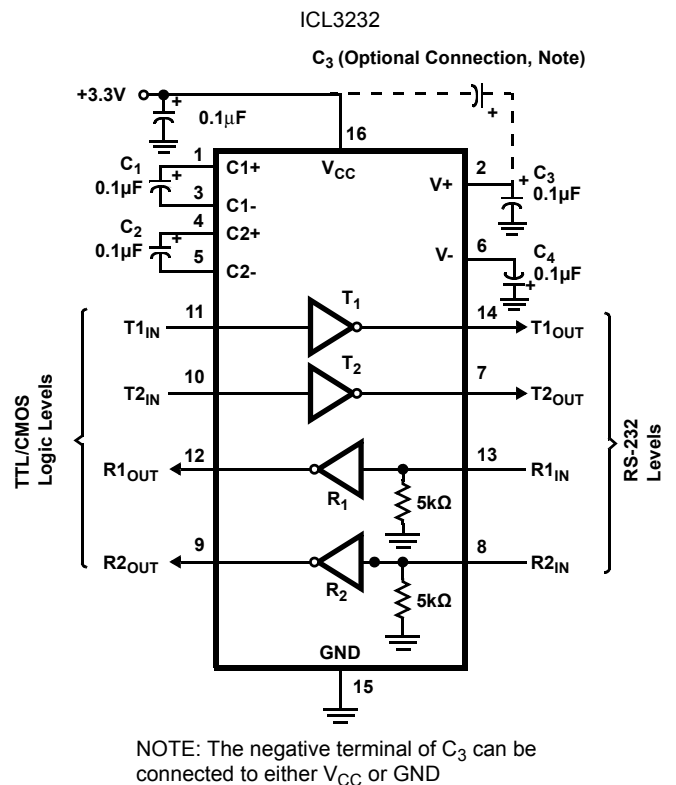 ICL3232
C3 (Optional Connection, Note)
+3.3V
+
0.1μF
+
16
1
C1+
VCC
2
C1
0.1μF
+
3
C1-
V+
+
C3
0.1μF
4
C2+
C2
0.1μF
+
5
C2-
V-
6
C4
0.1μF
+
T1IN
11
T1
14
T1OUT
T2IN
10
T2
7
T2OUT
TTL/CMOS
Logic Levels
RS-232
Levels
R1OUT
12
R1
13
R1IN
5kΩ
R2OUT
9
R2
8
R2IN
5kΩ
GND
15
NOTE: The negative terminal of C3 can be
connected to either VCC or GND